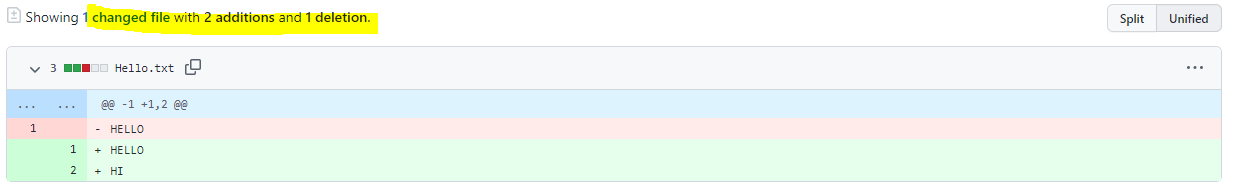 Showing 1 changed file with 2 additions and 1 deletion.
Split Unified
3 Hello.txt
... ... @@ -1 +1,2 @@
1 - HELLO
1 + HELLO
2 + HI